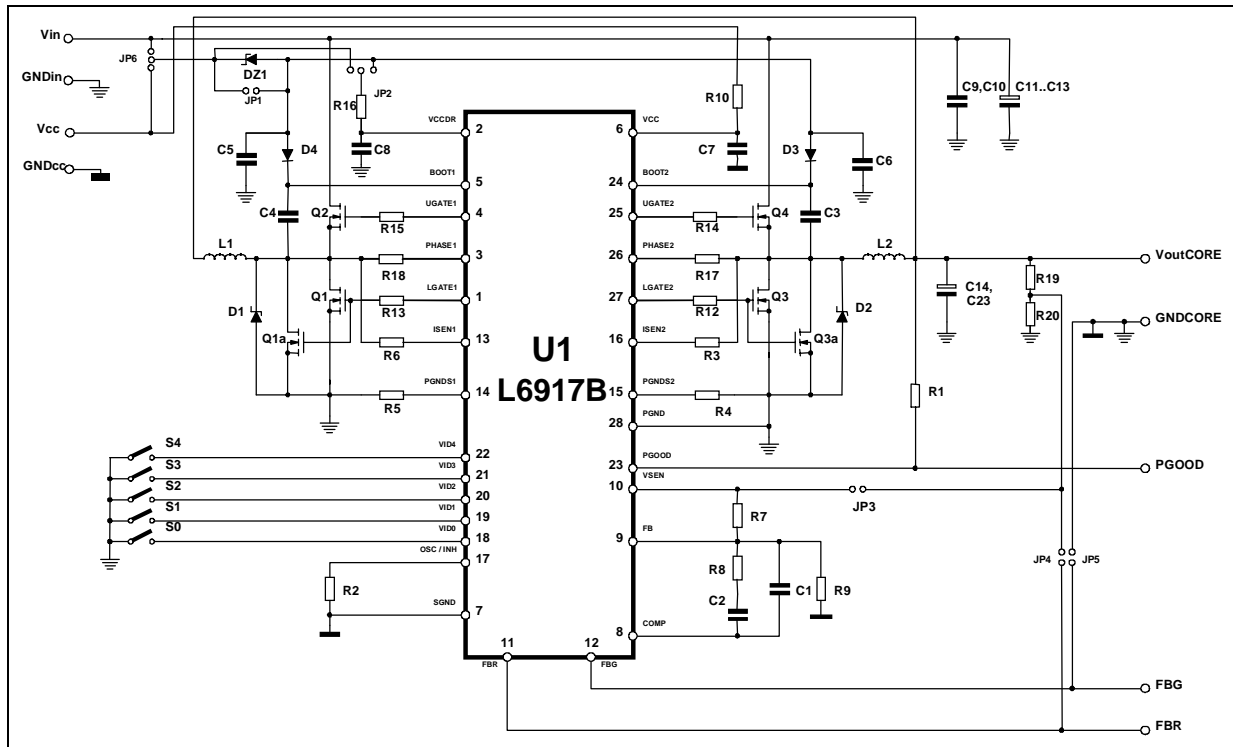 Vin
JP6
GNDin
Vcc
GNDcc
DZ1
JP1
JP2
R16
C5
D4
C8
VCCDR
2
BOOT1
5
C4
Q2
UGATE1
4
R15
L1
PHASE1
3
R18
Q1
LGATE1
1
R13
D1
Q1a
ISEN1
13
R6
PGNDS1
14
R5
S4
VID4
22
S3
VID3
21
S2
VID2
20
S1
VID1
19
S0
VID0
18
OSC / INH
17
R2
SGND
7
U1
L6917B
11
FBR
12
FBG
R10
C9,C10
C11..C13
6
VCC
C7
D3
C6
24
BOOT2
25
UGATE2
R14
Q4
C3
26
PHASE2
R17
L2
VoutCORE
27
LGATE2
R12
Q3
D2
C14,
C23
R19
R20
GNDCORE
16
ISEN2
R3
Q3a
15
PGNDS2
R4
R1
28
PGND
23
PGOOD
PGOOD
10
VSEN
JP3
R7
9
FB
R8
C2
C1
R9
JP4
JP5
8
COMP
FBG
FBR